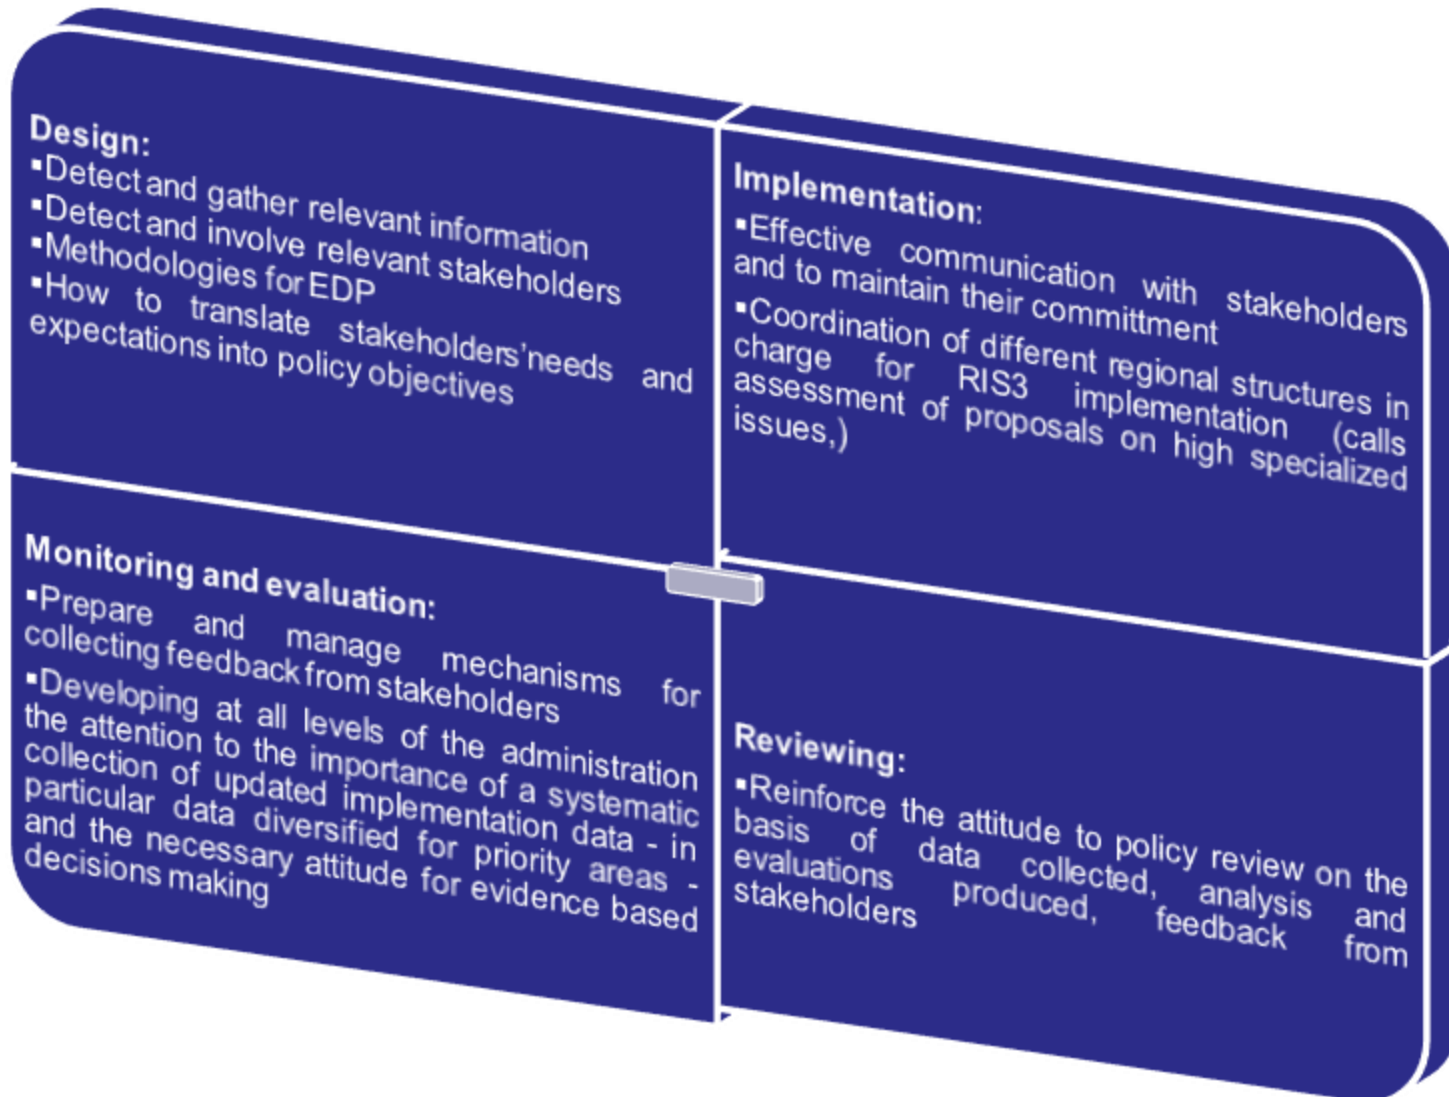 Design:
▪Detect and gather relevant information
▪Detect and involve relevant stakeholders
▪Methodologies for EDP
▪How to translate stakeholders'needs and
expectations into policy objectives
Implementation:
▪Effective communication with stakeholders
and to maintain their committment
▪Coordination of different regional structures in
charge for RIS3 implementation (calls
assessment of proposals on high specialized
issues,)
Monitoring and evaluation:
▪Prepare and manage mechanisms for
collecting feedback from stakeholders
▪Developing at all levels of the administration
the attention to the importance of a systematic
collection of updated implementation data - in
particular data diversified for priority areas -
and the necessary attitude for evidence based
decisions making
Reviewing:
▪Reinforce the attitude to policy review on the
basis of data collected, analysis and
evaluations produced, feedback from
stakeholders